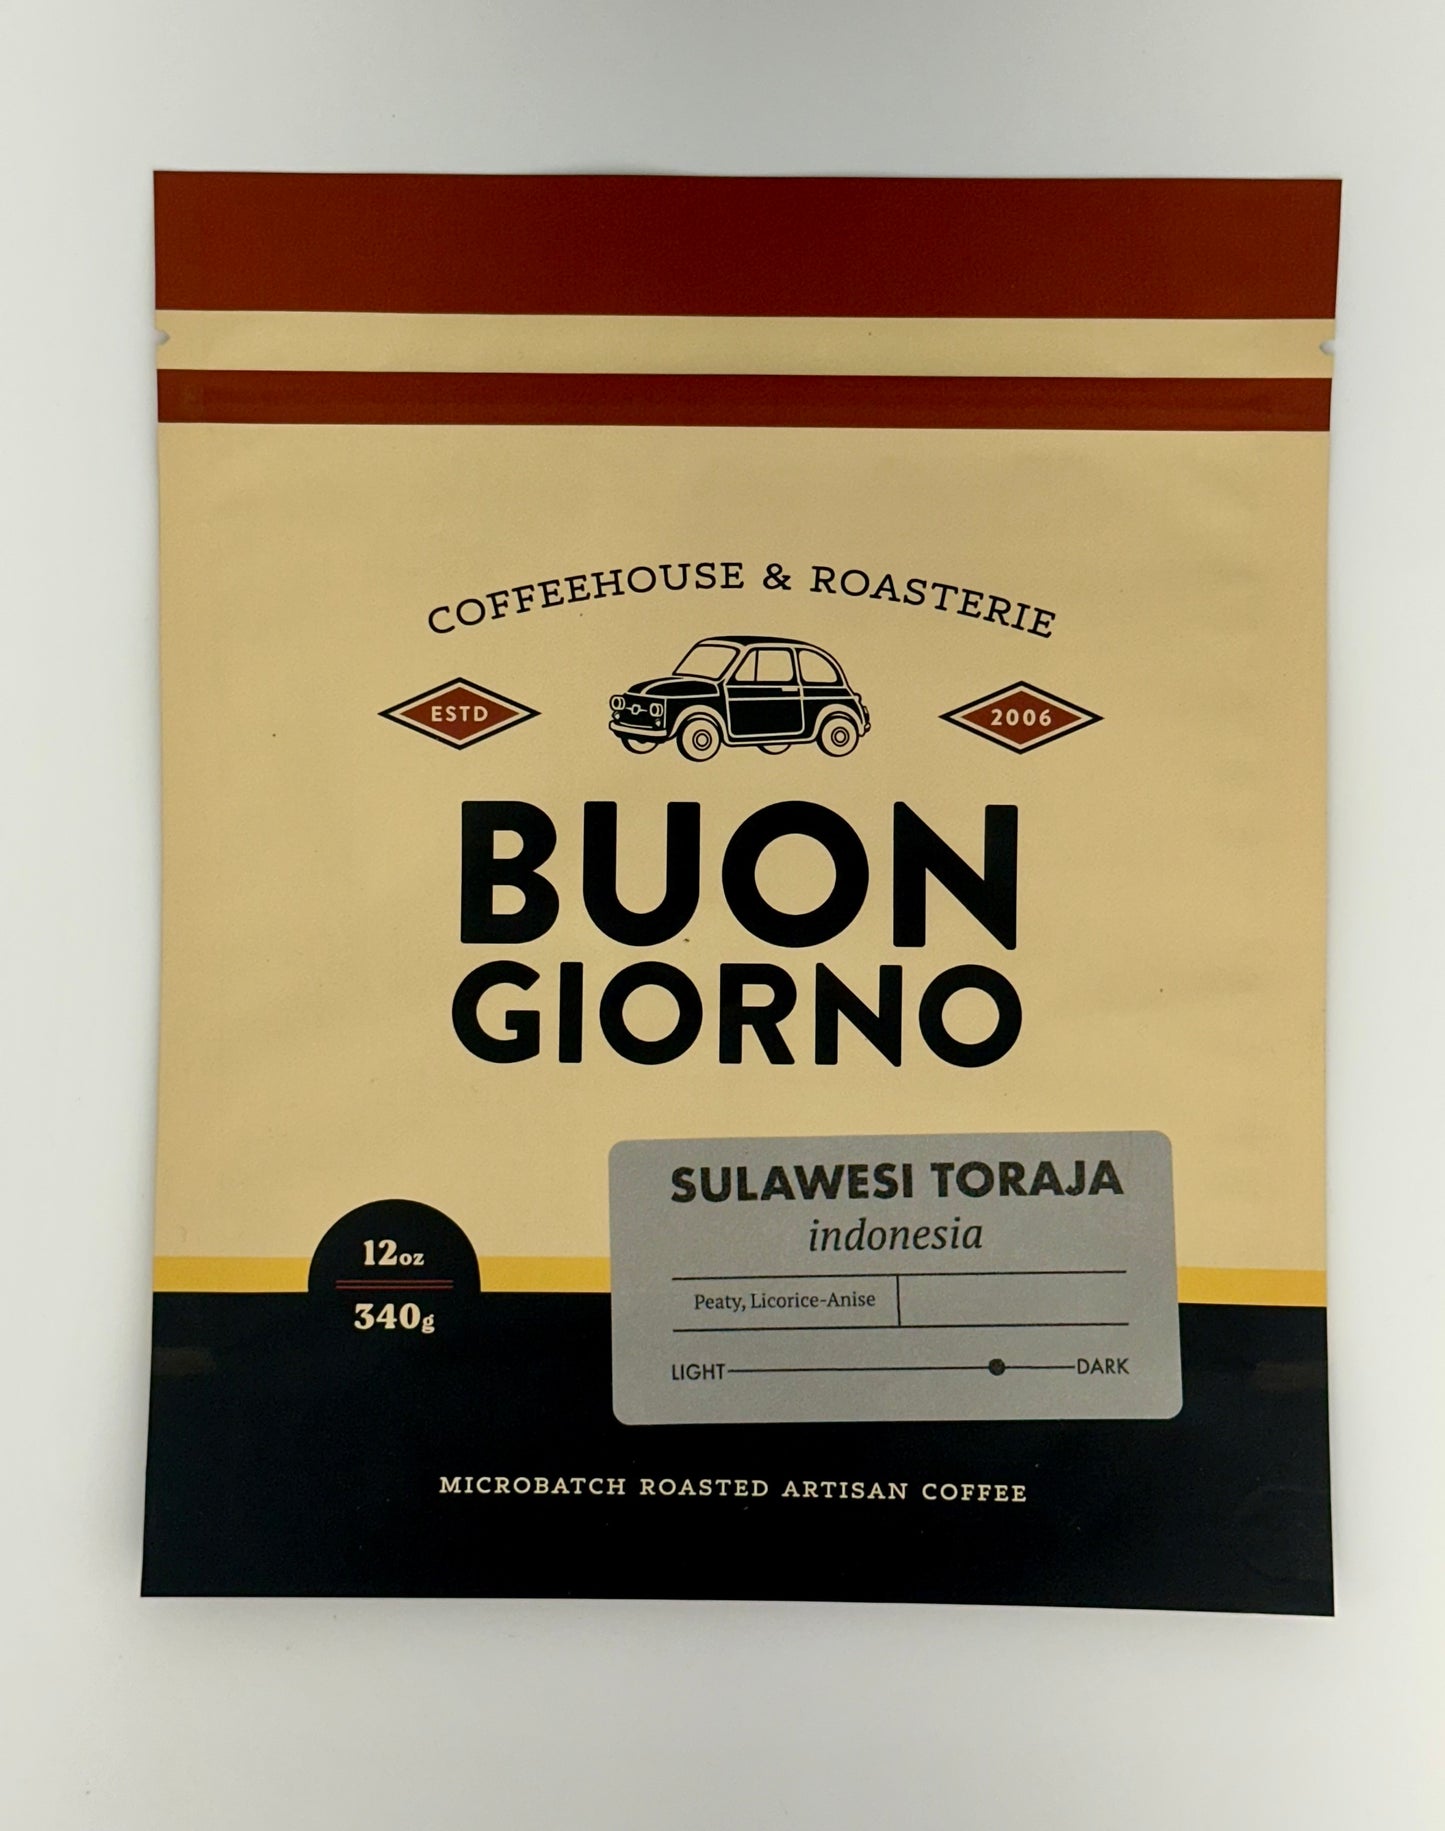 COFFEEHOUSE & ROASTERIE
ESTD
2006
BUON
GIORNO
SULAWESI TORAJA
indonesia
Peaty, Licorice-Anise
LIGHT
DARK
12oz
340g
MICROBATCH ROASTED ARTISAN COFFEE